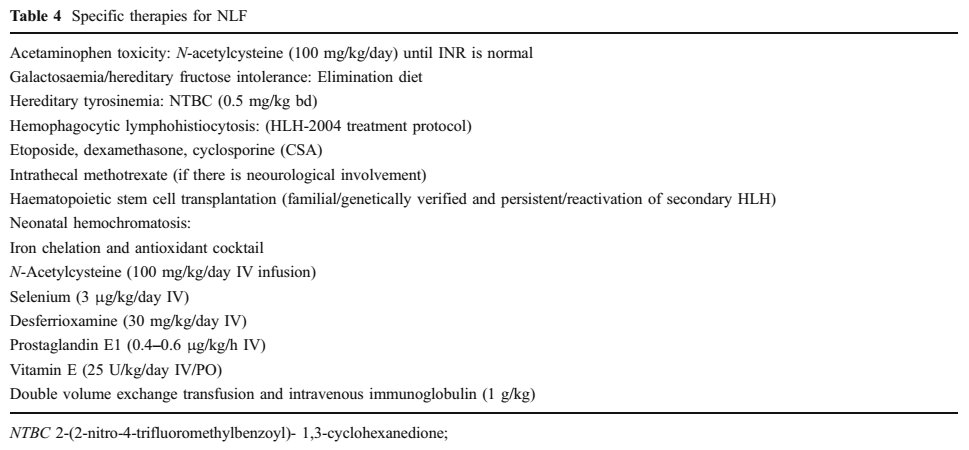 Table 4 Specific therapies for NLF
Acetaminophen toxicity: N-acetylcysteine (100 mg/kg/day) until INR is normal
Galactosaemia/hereditary fructose intolerance: Elimination diet
Hereditary tyrosinemia: NTBC (0.5 mg/kg bd)
Hemophagocytic lymphohistiocytosis: (HLH-2004 treatment protocol)
Etoposide, dexamethasone, cyclosporine (CSA)
Intrathecal methotrexate (if there is neourological involvement)
Haematopoietic stem cell transplantation (familial/genetically verified and persistent/reactivation of secondary HLH)
Neonatal hemochromatosis:
Iron chelation and antioxidant cocktail
N-Acetylcysteine (100 mg/kg/day IV infusion)
Selenium (3 μg/kg/day IV)
Desferrioxamine (30 mg/kg/day IV)
Prostaglandin E1 (0.4–0.6 μg/kg/h IV)
Vitamin E (25 U/kg/day IV/PO)
Double volume exchange transfusion and intravenous immunoglobulin (1 g/kg)
NTBC 2-(2-nitro-4-trifluoromethylbenzoyl)- 1,3-cyclohexanedione;